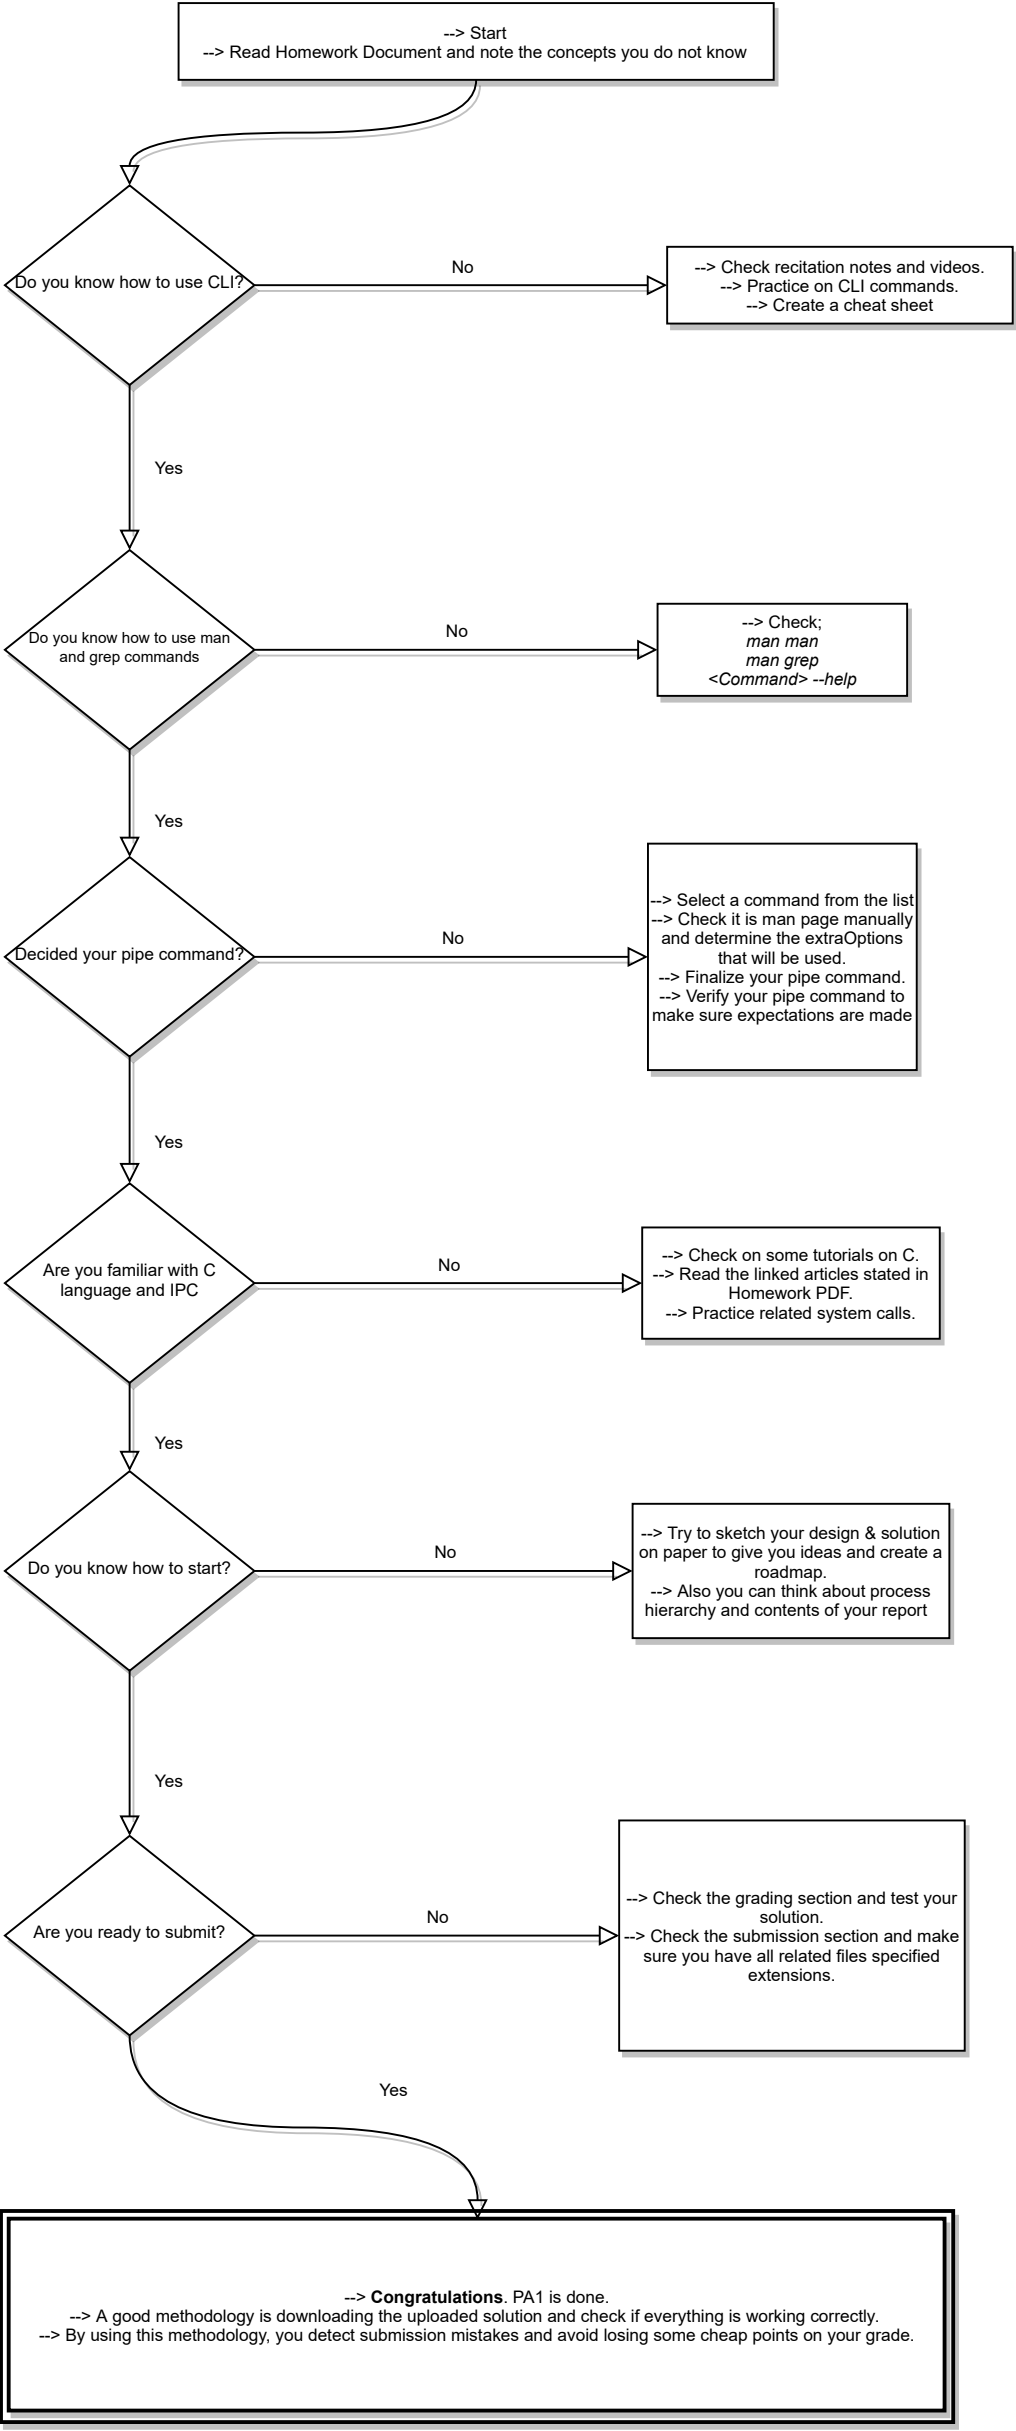 --> Start
--> Read Homework Document and note the concepts you do not know
Do you know how to use CLI?
No
--> Check recitation notes and videos.
--> Practice on CLI commands.
--> Create a cheat sheet
Yes
Do you know how to use man
and grep commands
No
--> Check;
man man
man grep
<Command> --help
Yes
Decided your pipe command?
No
--> Select a command from the list
--> Check it is man page manually
and determine the extraOptions
that will be used.
--> Finalize your pipe command.
--> Verify your pipe command to
make sure expectations are made
Yes
Are you familiar with C
language and IPC
No
--> Check on some tutorials on C.
--> Read the linked articles stated in
Homework PDF.
--> Practice related system calls.
Yes
Do you know how to start?
No
--> Try to sketch your design & solution
on paper to give you ideas and create a
roadmap.
--> Also you can think about process
hierarchy and contents of your report
Yes
Are you ready to submit?
No
--> Check the grading section and test your
solution.
--> Check the submission section and make
sure you have all related files specified
extensions.
Yes
--> Congratulations. PA1 is done.
--> A good methodology is downloading the uploaded solution and check if everything is working correctly.
--> By using this methodology, you detect submission mistakes and avoid losing some cheap points on your grade.